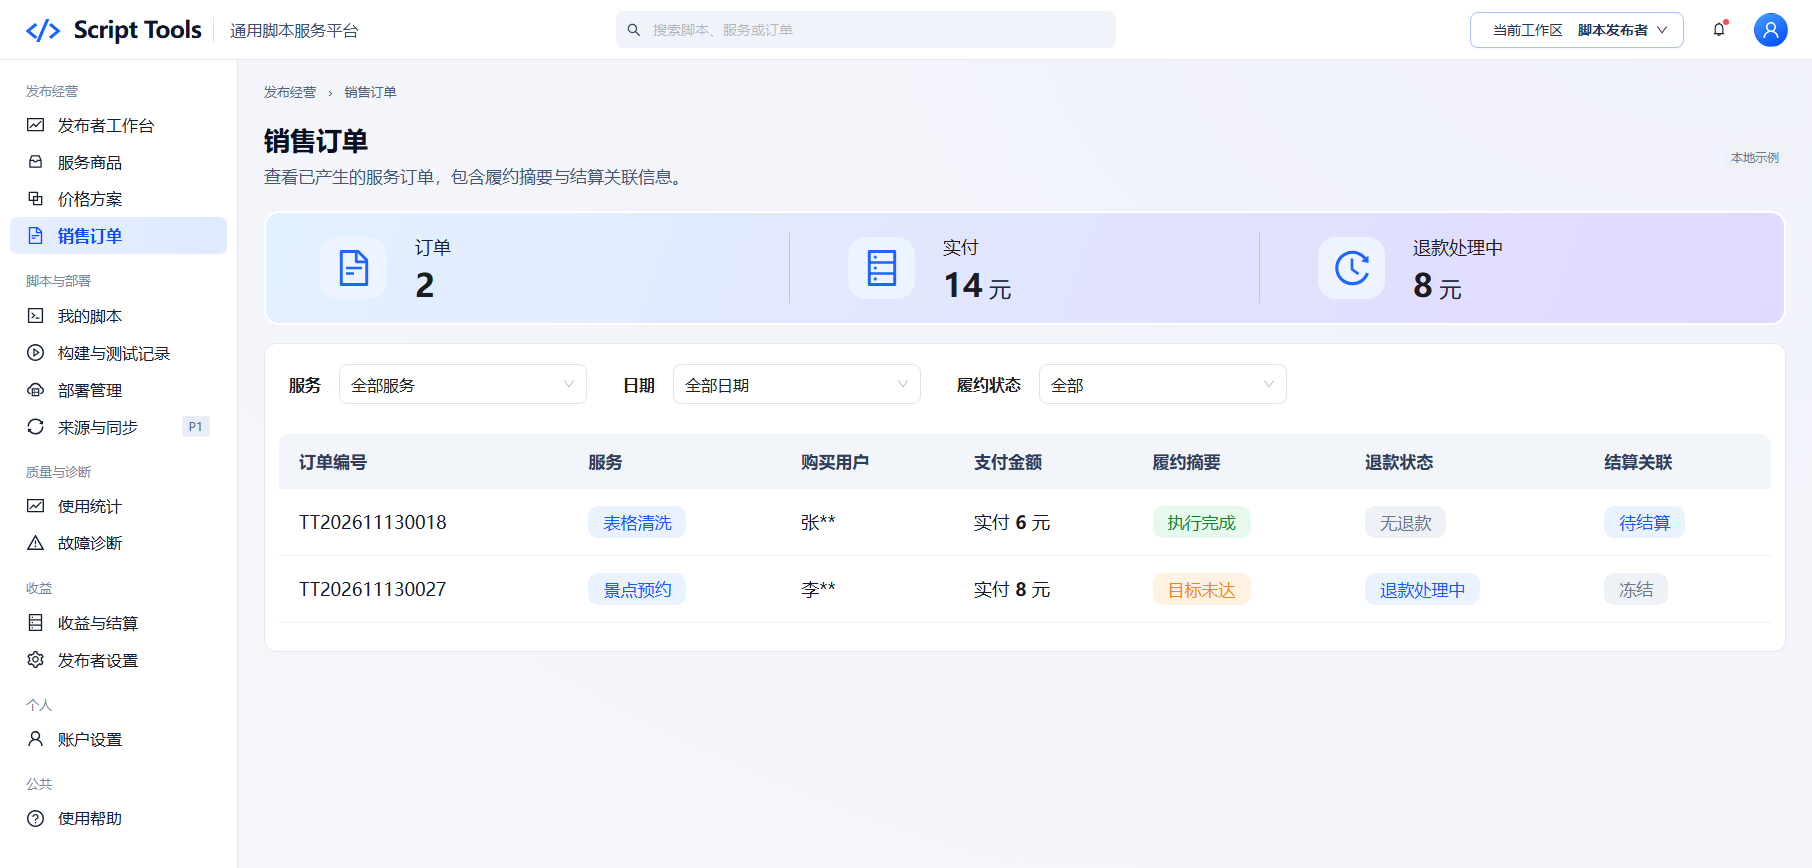 </> Script Tools 通用脚本服务平台 搜索脚本、服务或订单 当前工作区 脚本发布者
发布经营
发布者工作台
服务商品
价格方案
销售订单
脚本与部署
我的脚本
构建与测试记录
部署管理
来源与同步 P1
质量与诊断
使用统计
故障诊断
收益
收益与结算
发布者设置
个人
账户设置
公共
使用帮助
发布经营 › 销售订单
销售订单
查看已产生的服务订单，包含履约摘要与结算关联信息。
本地示例
订单
2
实付
14 元
退款处理中
8 元
服务 全部服务 日期 全部日期 履约状态 全部
订单编号 服务 购买用户 支付金额 履约摘要 退款状态 结算关联
TT202611130018 表格清洗 张** 实付 6 元 执行完成 无退款 待结算
TT202611130027 景点预约 李** 实付 8 元 目标未达 退款处理中 冻结